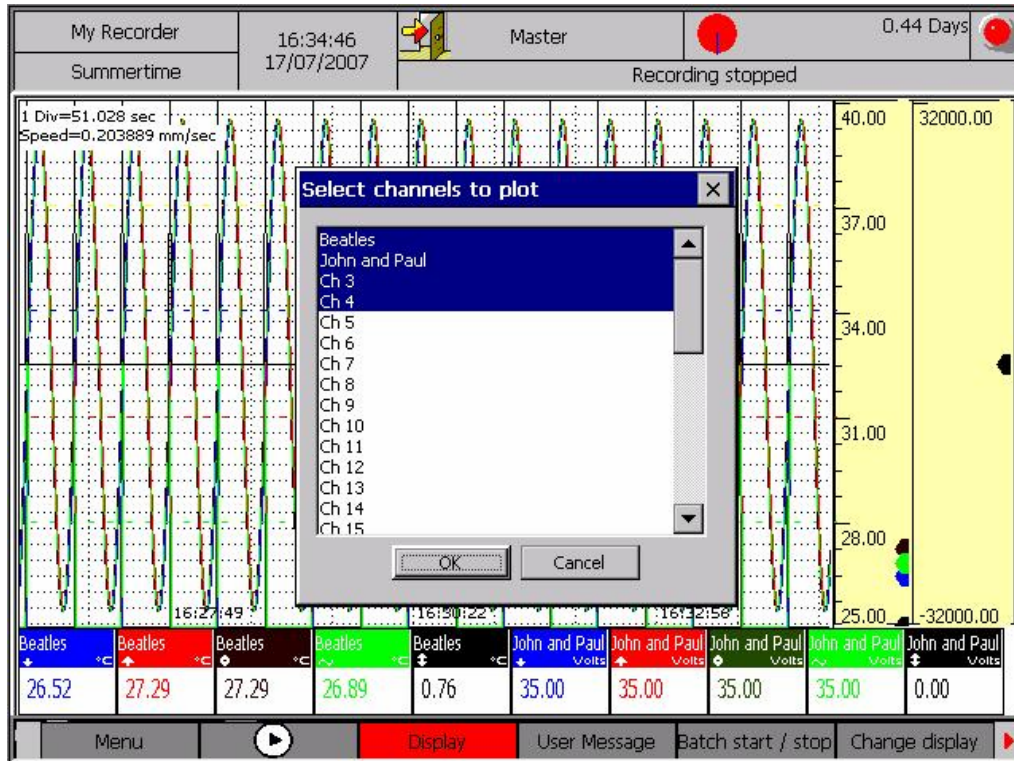 My Recorder
Summertime
16:34:46
17/07/2007
Master
0.44 Days
Recording stopped
1 Div=51.028 sec
Speed=0.203889 mm/sec
40.00
32000.00
37.00
34.00
31.00
28.00
25.00
-32000.00
Select channels to plot
Beatles
John and Paul
Ch 3
Ch 4
Ch 5
Ch 6
Ch 7
Ch 8
Ch 9
Ch 10
Ch 11
Ch 12
Ch 13
Ch 14
Ch 15
OK
Cancel
16:27:49
16:30:22
16:32:58
Beatles °C 26.52
Beatles °C 27.29
Beatles °C 27.29
Beatles °C 26.89
Beatles °C 0.76
John and Paul Volts 35.00
John and Paul Volts 35.00
John and Paul Volts 35.00
John and Paul Volts 35.00
John and Paul Volts 0.00
Menu
Display
User Message
Batch start / stop
Change display